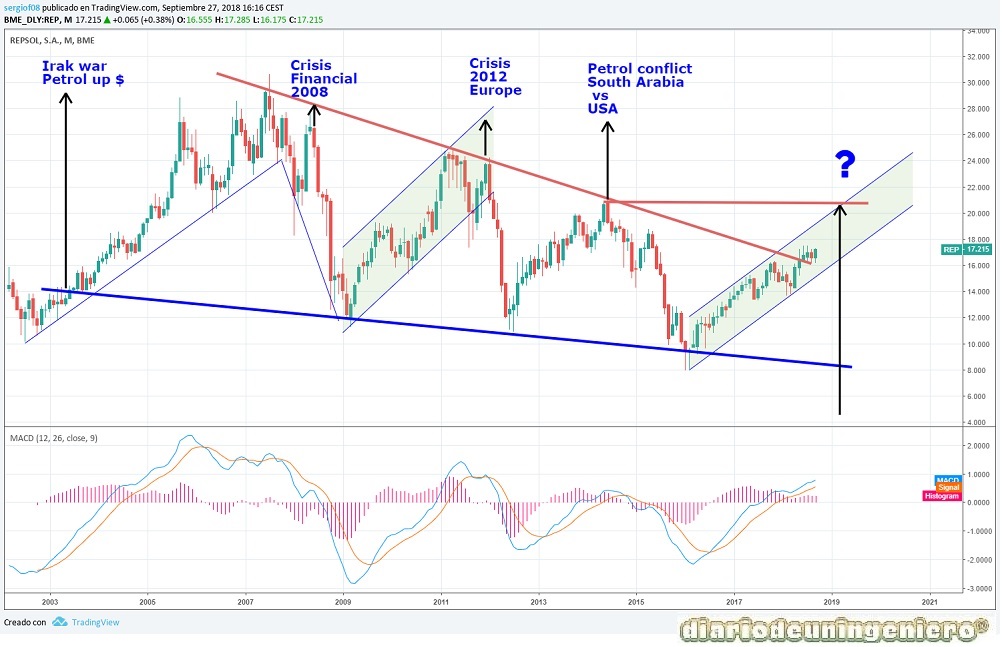 sergiof08 publicado en TradingView.com, Septiembre 27, 2018 16:16 CEST
BME_DLY:REP, M 17.215 ▲ +0.065 (+0.38%) O:16.555 H:17.285 L:16.175 C:17.215
REPSOL, S.A., M, BME
Irak war
Petrol up $
Crisis
Financial
2008
Crisis
2012
Europe
Petrol conflict
South Arabia
vs
USA
?
34.000
32.000
30.000
28.000
26.000
24.000
22.000
20.000
18.000
REP 17.215
16.000
14.000
12.000
10.000
8.000
6.000
4.000
MACD (12, 26, close, 9)
2.0000
1.0000
MACD
Signal
Histogram
0.0000
-1.0000
-2.0000
-3.0000
2003 2005 2007 2009 2011 2013 2015 2017 2019 2021
Creado con TradingView
diariodeuningeniero®